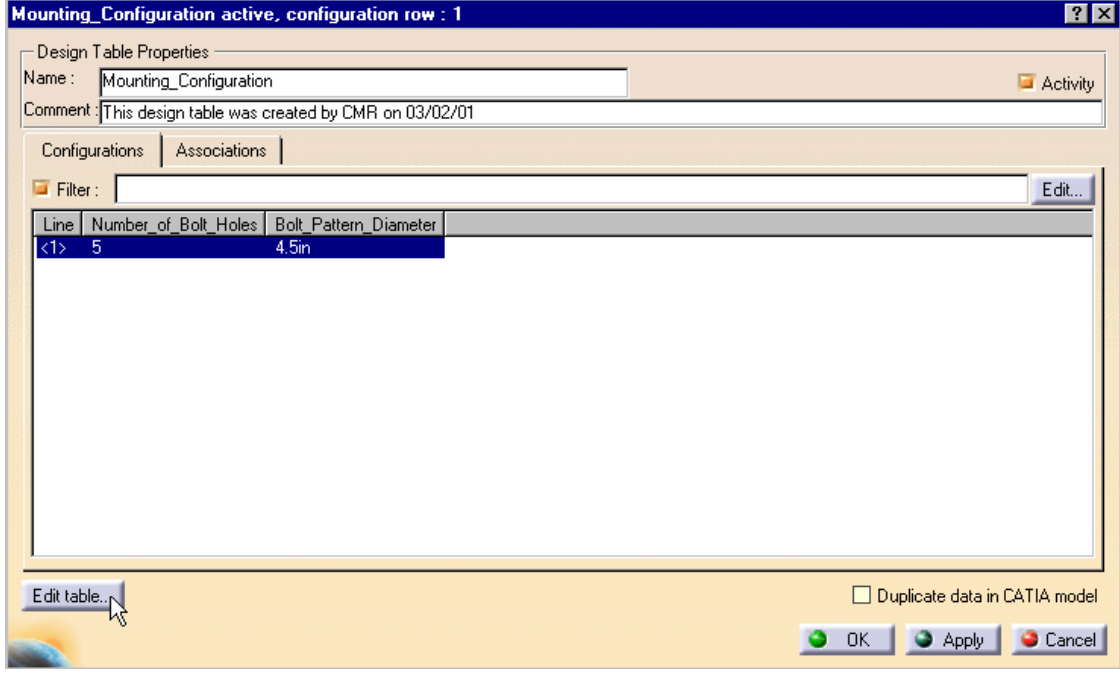 Mounting_Configuration active, configuration row : 1
Design Table Properties
Name : Mounting_Configuration Activity
Comment : This design table was created by CMR on 03/02/01
Configurations Associations
Filter : Edit...
Line Number_of_Bolt_Holes Bolt_Pattern_Diameter
<1> 5 4.5in
Edit table... Duplicate data in CATIA model
OK Apply Cancel